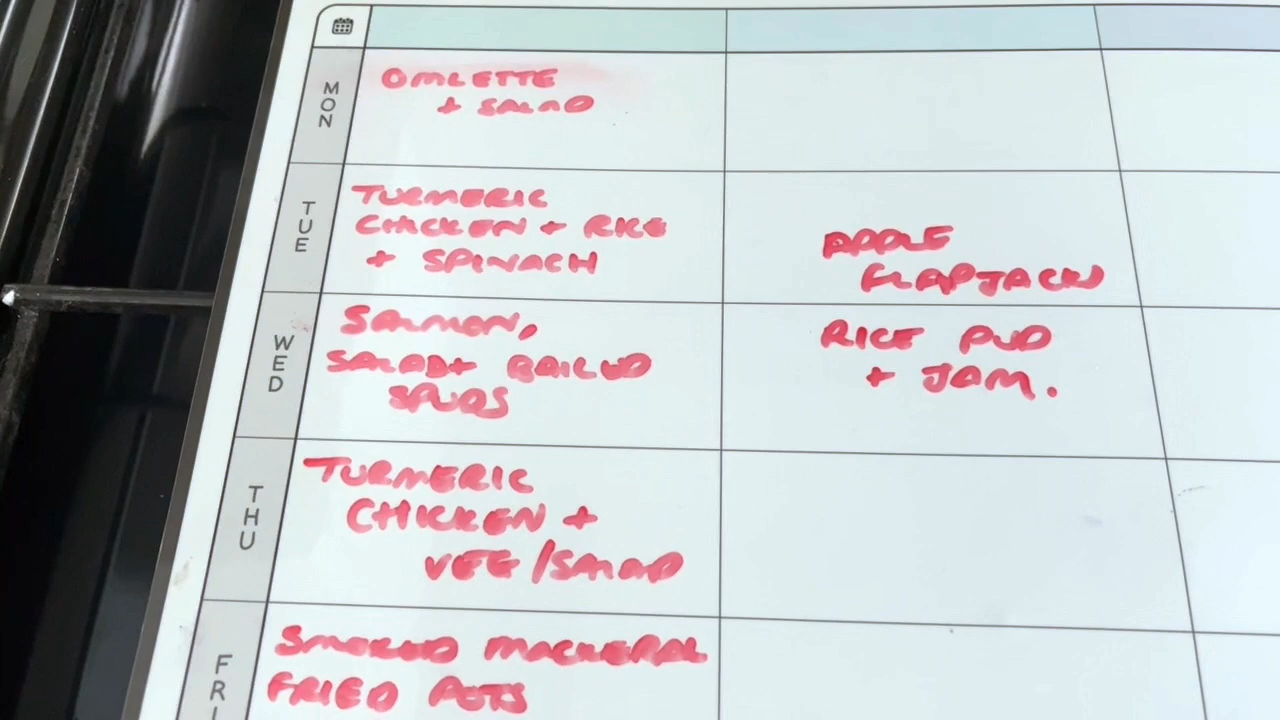 MON
OMLETTE
+ SALAD
TUE
TURMERIC
CHICKEN + RICE
+ SPINACH
APPLE
FLAPJACKS
WED
SALMON,
SALAD+ BOILED
SPUDS
RICE PUD
+ JAM.
THU
TURMERIC
CHICKEN +
VEG/SALAD
FRI
SMOKED MACKERAL
FRIED POTS